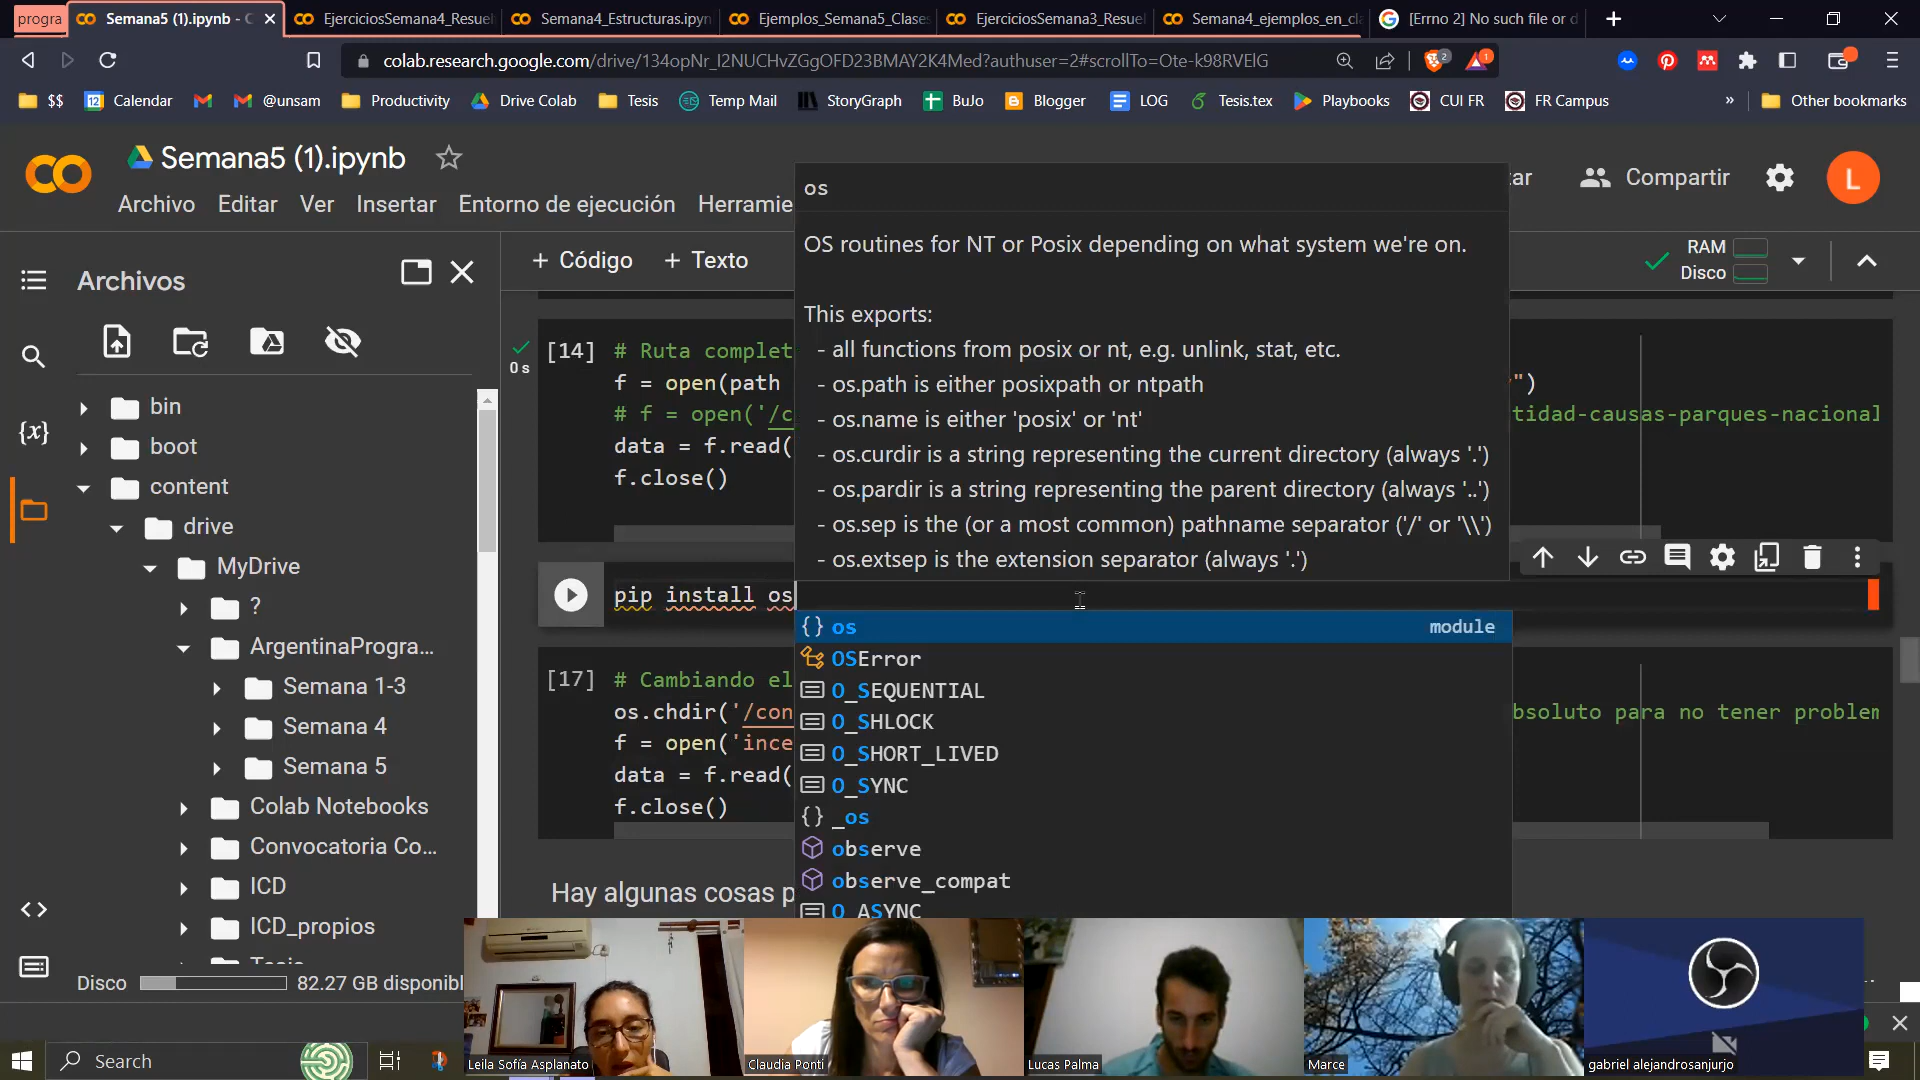 progra
Semana5 (1).ipynb - C
EjerciciosSemana4_Resuel
Semana4_Estructuras.ipyn
Ejemplos_Semana5_Clases
EjerciciosSemana3_Resue
Semana4_ejemplos_en_cla
[Errno 2] No such file or d
colab.research.google.com/drive/134opNr_I2NUCHvZGgOFD23BMAY2K4Med?authuser=2#scrollTo=Ote-k98RVElG
2
1
$$
12
Calendar
@unsam
Productivity
Drive Colab
Tesis
Temp Mail
StoryGraph
BuJo
Blogger
LOG
Tesis.tex
Playbooks
CUI FR
FR Campus
»
Other bookmarks
Semana5 (1).ipynb
Archivo
Editar
Ver
Insertar
Entorno de ejecución
Herramie
ar
Compartir
L
Archivos
+ Código
+ Texto
RAM
Disco
bin
boot
content
drive
MyDrive
?
ArgentinaProgra...
Semana 1-3
Semana 4
Semana 5
Colab Notebooks
Convocatoria Co...
ICD
ICD_propios
Disco
82.27 GB disponibl
0 s
[14]
# Ruta complet
f = open(path
")
# f = open('/c
tidad-causas-parques-nacional
data = f.read(
f.close()
pip install os
[17]
# Cambiando el
os.chdir('/con
bsoluto para no tener problem
f = open('ince
data = f.read(
f.close()
Hay algunas cosas p
os
OS routines for NT or Posix depending on what system we're on.
This exports:
- all functions from posix or nt, e.g. unlink, stat, etc.
- os.path is either posixpath or ntpath
- os.name is either 'posix' or 'nt'
- os.curdir is a string representing the current directory (always '.')
- os.pardir is a string representing the parent directory (always '..')
- os.sep is the (or a most common) pathname separator ('/' or '\\')
- os.extsep is the extension separator (always '.')
{} os
module
OSError
O_SEQUENTIAL
O_SHLOCK
O_SHORT_LIVED
O_SYNC
{} _os
observe
observe_compat
O_ASYNC
Leila Sofía Asplanato
Claudia Ponti
Lucas Palma
Marce
gabriel alejandrosanjurjo
Search